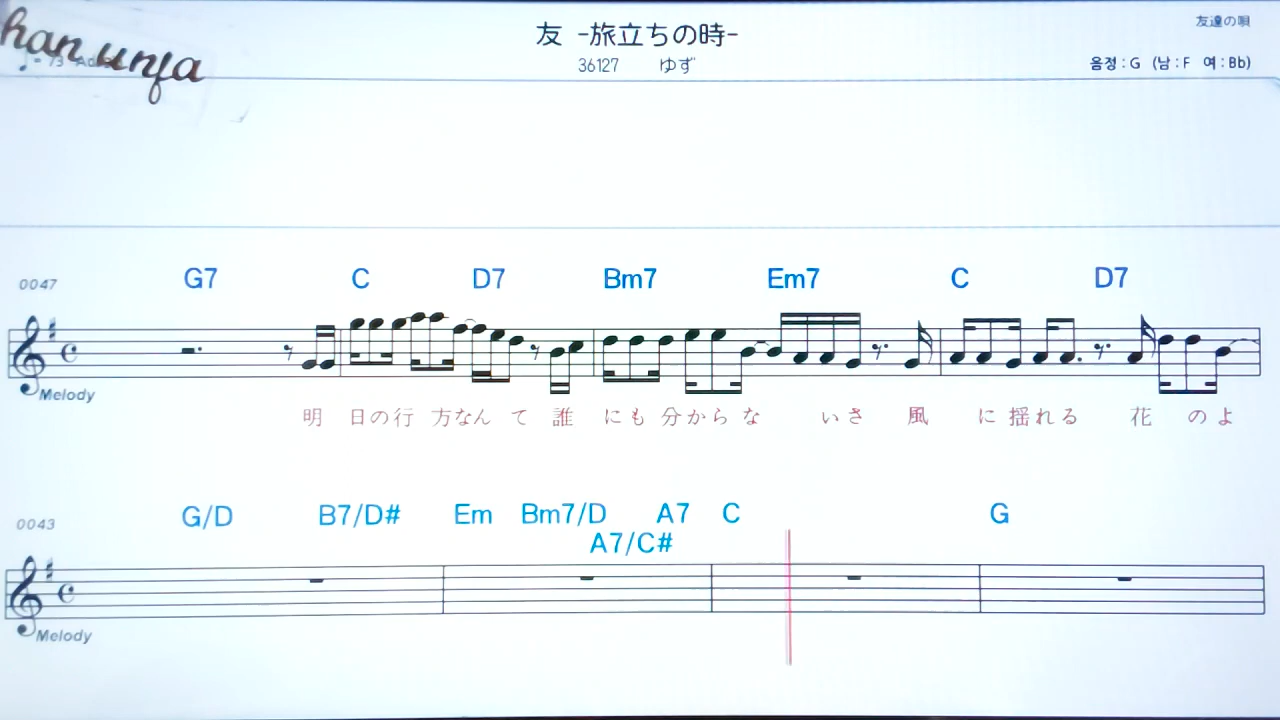 友達の唄
友 -旅立ちの時-
han unfa
36127 ゆず
음정 : G (남 : F 여 : Bb)
0047 G7 C D7 Bm7 Em7 C D7
Melody
明 日の行 方なん て 誰 にも 分からな いさ 風 に 揺れる 花 のよ
0043 G/D B7/D# Em Bm7/D A7 C G
A7/C#
Melody